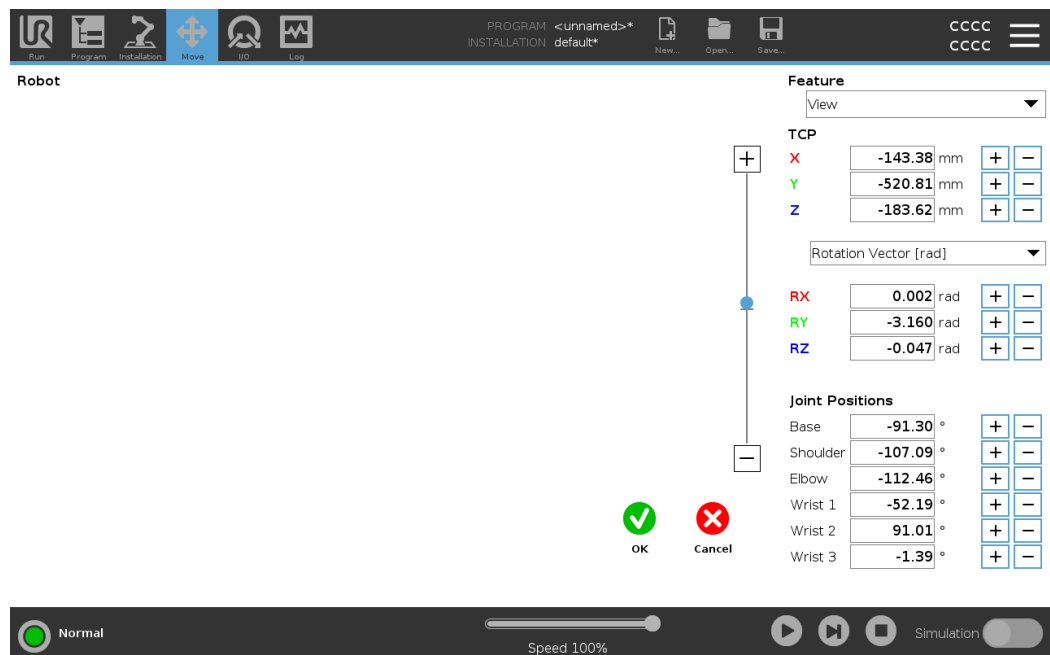 PROGRAM <unnamed>*
INSTALLATION default*
Run Program Installation Move I/O Log
New... Open... Save...
CCCC
CCCC
Robot
Feature
View
TCP
X -143.38 mm + −
Y -520.81 mm + −
Z -183.62 mm + −
Rotation Vector [rad]
RX 0.002 rad + −
RY -3.160 rad + −
RZ -0.047 rad + −
Joint Positions
Base -91.30 ° + −
Shoulder -107.09 ° + −
Elbow -112.46 ° + −
Wrist 1 -52.19 ° + −
Wrist 2 91.01 ° + −
Wrist 3 -1.39 ° + −
OK Cancel
Normal
Speed 100%
Simulation